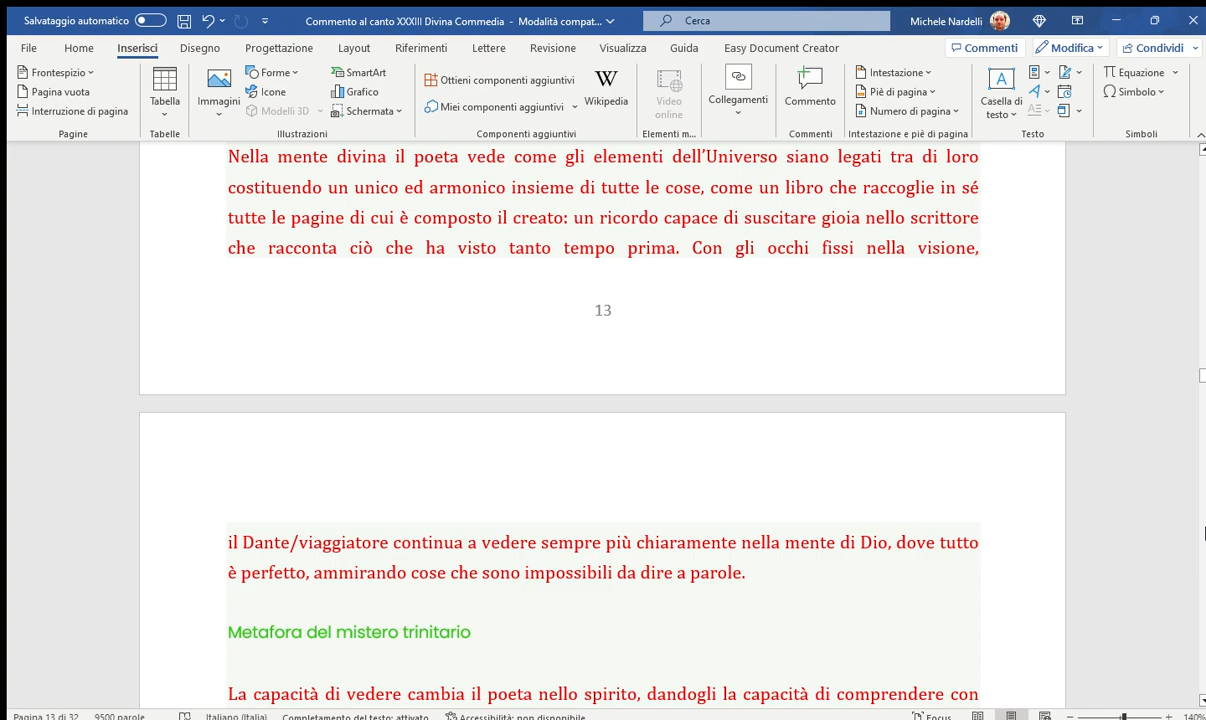 Salvataggio automatico
Commento al canto XXXIII Divina Commedia - Modalità compat...
Cerca
Michele Nardelli
File Home Inserisci Disegno Progettazione Layout Riferimenti Lettere Revisione Visualizza Guida Easy Document Creator
Commenti Modifica Condividi
Frontespizio
Pagina vuota
Interruzione di pagina
Pagine
Tabella
Tabelle
Immagini
Forme
Icone
Modelli 3D
SmartArt
Grafico
Schermata
Illustrazioni
Ottieni componenti aggiuntivi
Miei componenti aggiuntivi
Wikipedia
Componenti aggiuntivi
Video
online
Elementi m...
Collegamenti
Commento
Commenti
Intestazione
Piè di pagina
Numero di pagina
Intestazione e piè di pagina
Casella di
testo
Testo
Equazione
Simbolo
Simboli
Nella mente divina il poeta vede come gli elementi dell’Universo siano legati tra di loro
costituendo un unico ed armonico insieme di tutte le cose, come un libro che raccoglie in sé
tutte le pagine di cui è composto il creato: un ricordo capace di suscitare gioia nello scrittore
che racconta ciò che ha visto tanto tempo prima. Con gli occhi fissi nella visione,
13
il Dante/viaggiatore continua a vedere sempre più chiaramente nella mente di Dio, dove tutto
è perfetto, ammirando cose che sono impossibili da dire a parole.
Metafora del mistero trinitario
La capacità di vedere cambia il poeta nello spirito, dandogli la capacità di comprendere con
Pagina 13 di 32 9500 parole Italiano (Italia) Completamento del testo: attivato Accessibilità: non disponibile Focus 140%